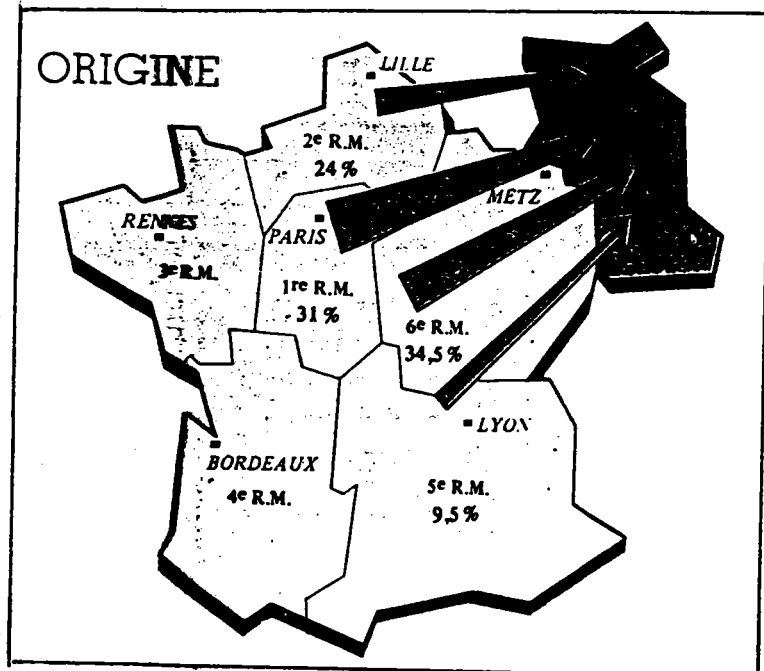 ORIGINE
LILLE
2e R.M.
24 %
METZ
RENNES
PARIS
3e R.M.
1re R.M.
31 %
6e R.M.
34,5 %
LYON
BORDEAUX
4e R.M.
5e R.M.
9,5 %